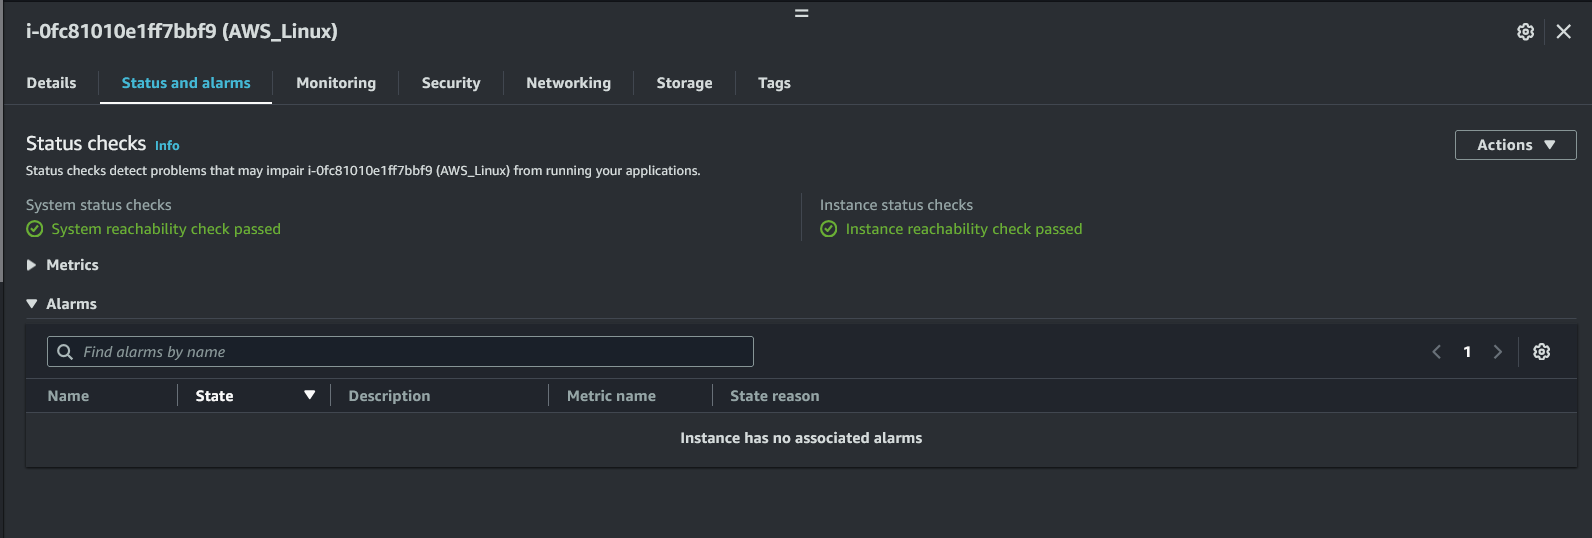 i-0fc81010e1ff7bbf9 (AWS_Linux)
Details Status and alarms Monitoring Security Networking Storage Tags
Status checks Info
Actions
Status checks detect problems that may impair i-0fc81010e1ff7bbf9 (AWS_Linux) from running your applications.
System status checks
System reachability check passed
Instance status checks
Instance reachability check passed
Metrics
Alarms
Find alarms by name
1
Name State Description Metric name State reason
Instance has no associated alarms